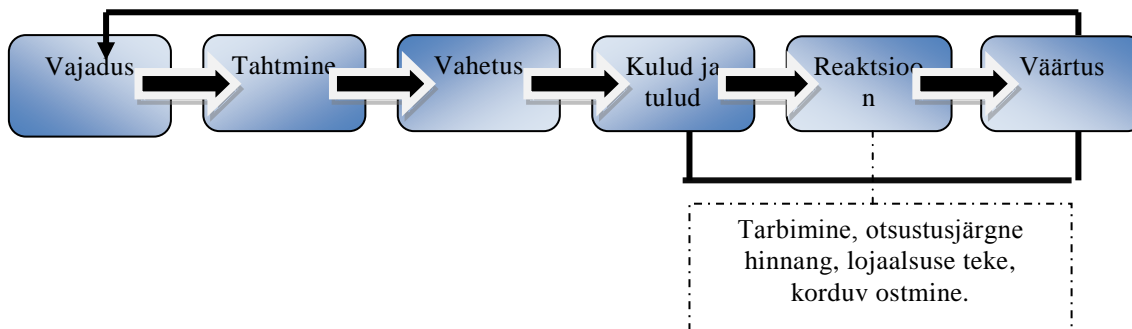 Vajadus
Tahtmine
Vahetus
Kulud ja
tulud
Reaktsioo
n
Väärtus
Tarbimine, otsustusjärgne
hinnang, lojaalsuse teke,
korduv ostmine.